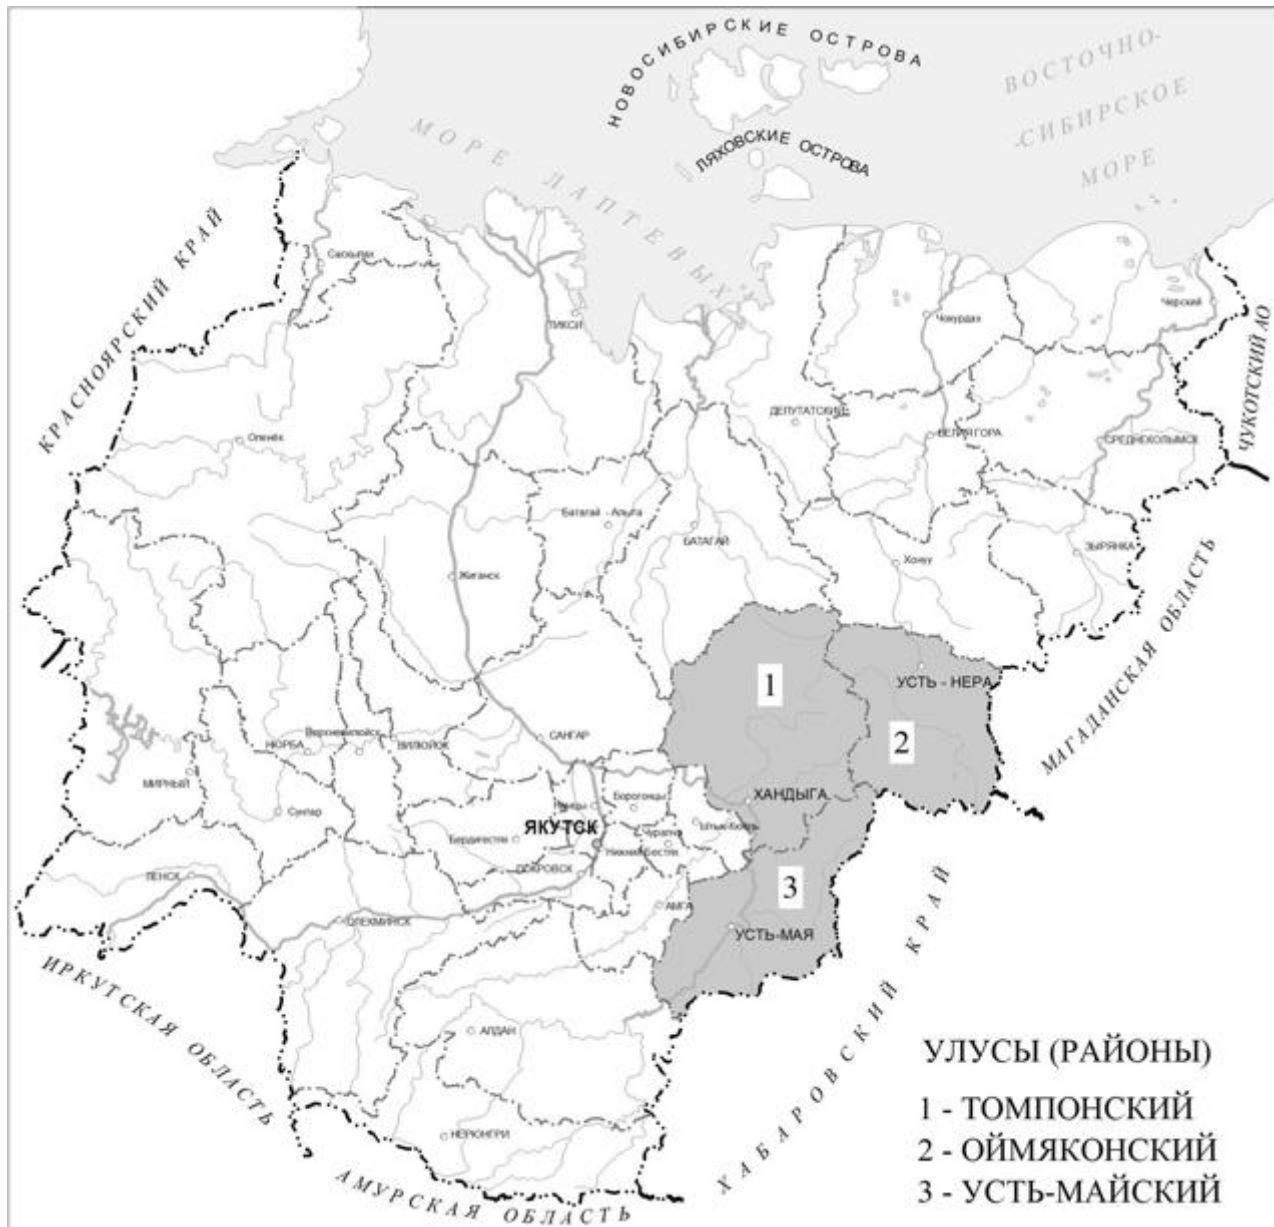 НОВОСИБИРСКИЕ ОСТРОВА
ВОСТОЧНО-
-СИБИРСКОЕ
МОРЕ
ЛЯХОВСКИЕ ОСТРОВА
МОРЕ ЛАПТЕВЫХ
КРАСНОЯРСКИЙ КРАЙ
Саскылах
ТИКСИ
Чокурдах
Черский
ЧУКОТСКИЙ АО
ДЕПУТАТСКИЙ
Оленёк
БЕЛАЯ ГОРА
СРЕДНЕКОЛЫМСК
Батагай - Алыта
БАТАГАЙ
Жиганск
Хонуу
ЗЫРЯНКА
МАГАДАНСКАЯ ОБЛАСТЬ
1
УСТЬ - НЕРА
2
Верхневилюйск
НЮРБА
ВИЛЮЙСК
САНГАР
МИРНЫЙ
Сунтар
ХАНДЫГА
Борогонцы
ЯКУТСК
Чурапча
Бердигестях
Нижний Бестях
ПОКРОВСК
ЛЕНСК
3
ОЛЕКМИНСК
АМГА
УСТЬ-МАЯ
ИРКУТСКАЯ ОБЛАСТЬ
АЛДАН
НЕРЮНГРИ
ХАБАРОВСКИЙ КРАЙ
АМУРСКАЯ ОБЛАСТЬ
УЛУСЫ (РАЙОНЫ)
1 - ТОМПОНСКИЙ
2 - ОЙМЯКОНСКИЙ
3 - УСТЬ-МАЙСКИЙ